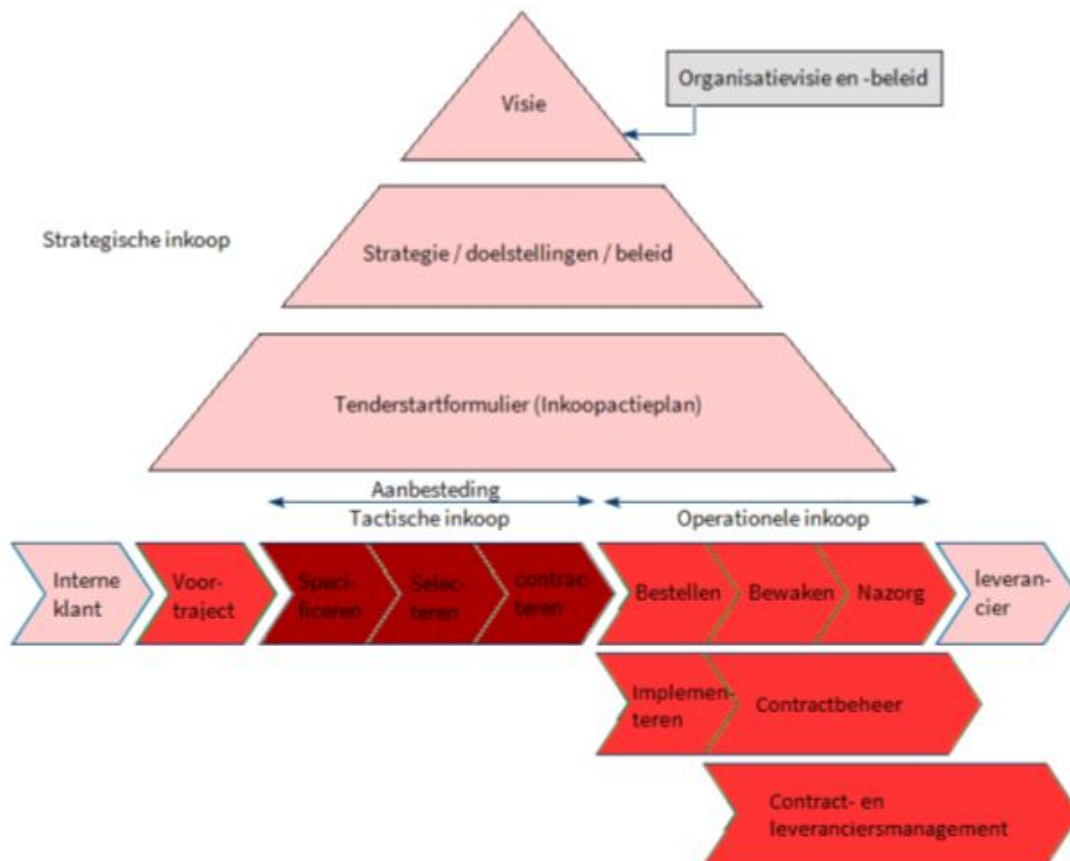 Visie
Organisatievisie en -beleid
Strategische inkoop
Strategie / doelstellingen / beleid
Tenderstartformulier (Inkoopactieplan)
Aanbesteding
Tactische inkoop
Operationele inkoop
Interne
klant
Voor-
traject
Speci-
ficeren
Selec-
teren
contrac-
teren
Bestellen
Bewaken
Nazorg
leveran-
cier
Implemen-
teren
Contractbeheer
Contract- en
leveranciersmanagement